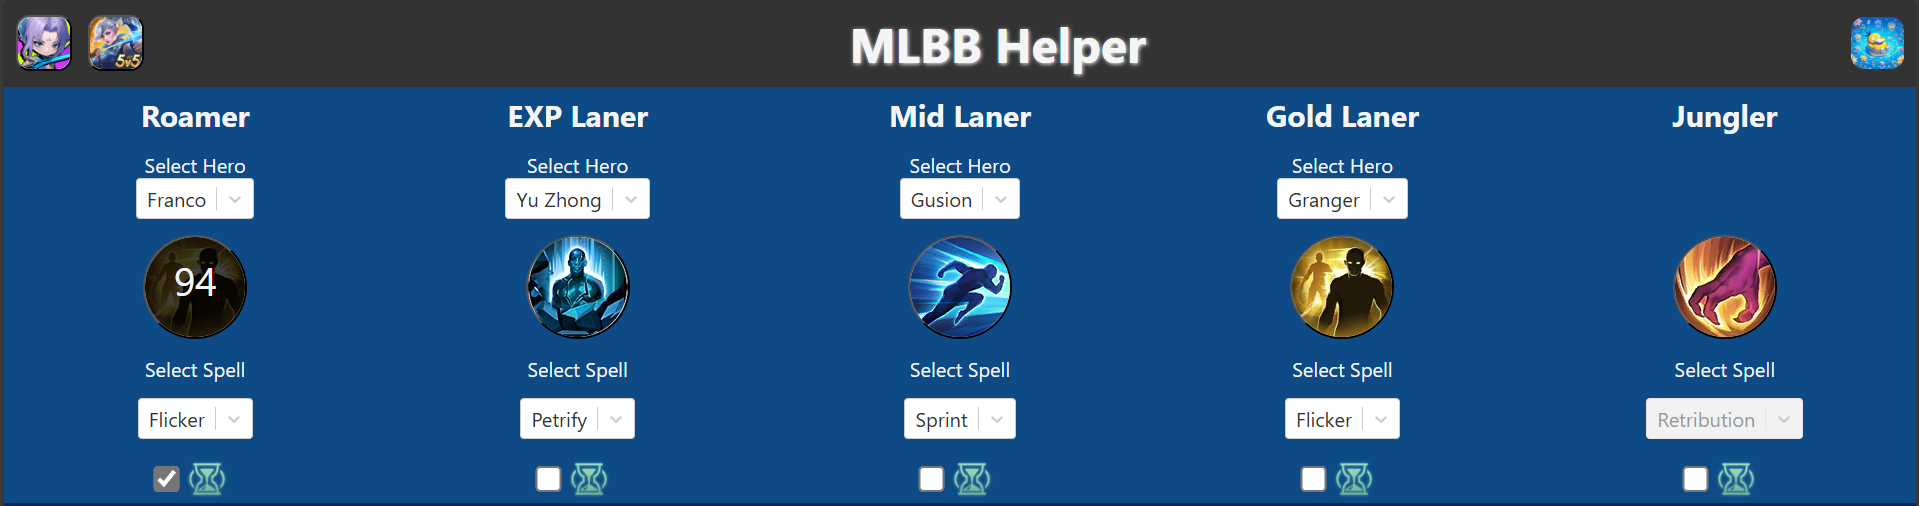 5v5
MLBB Helper
Roamer
Select Hero
Franco
94
Select Spell
Flicker
EXP Laner
Select Hero
Yu Zhong
Select Spell
Petrify
Mid Laner
Select Hero
Gusion
Select Spell
Sprint
Gold Laner
Select Hero
Granger
Select Spell
Flicker
Jungler
Select Spell
Retribution